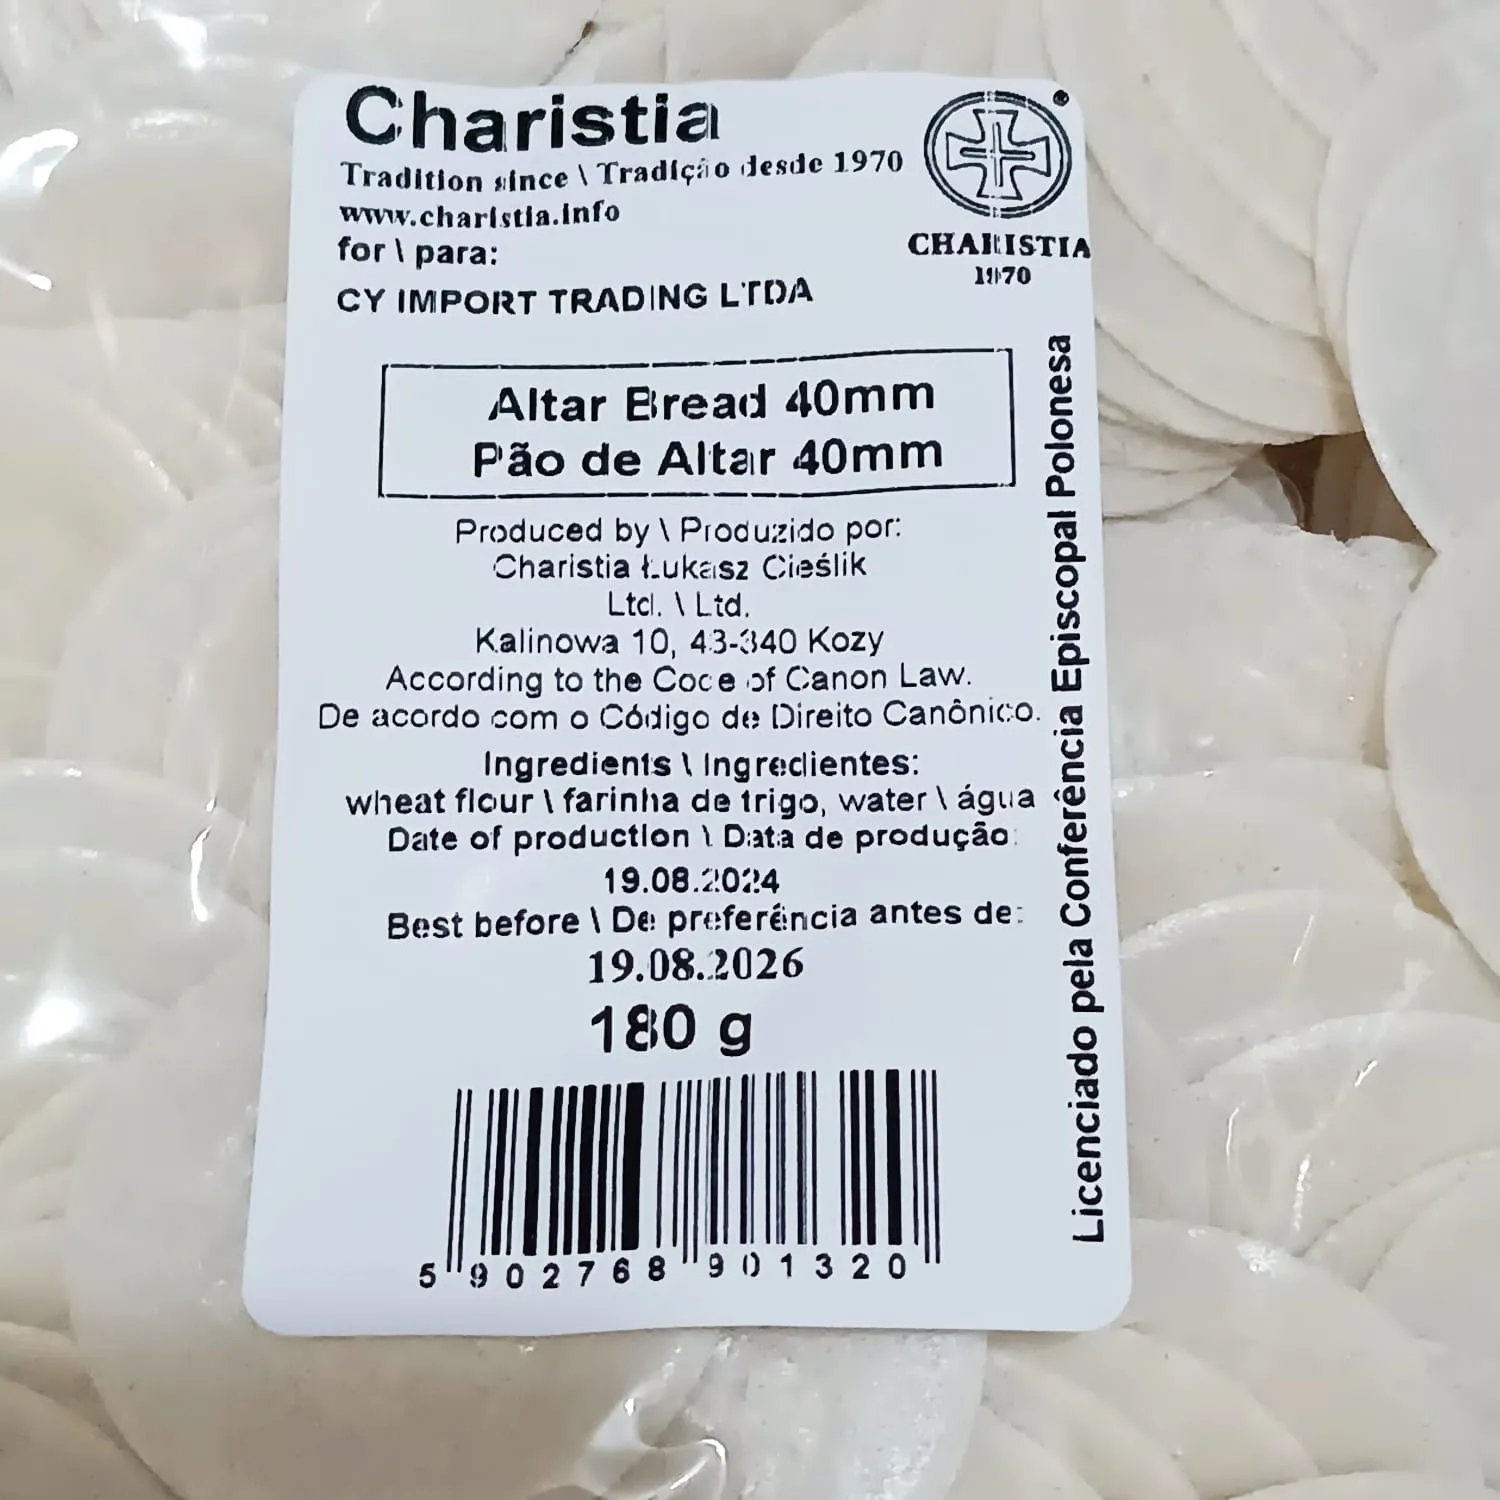 Charistia
Tradition since \ Tradição desde 1970
www.charistia.info
for \ para:
CY IMPORT TRADING LTDA
®
CHARISTIA
1970
Altar Bread 40mm
Pão de Altar 40mm
Produced by \ Produzido por:
Charistia Łukasz Cieślik
Ltd. \ Ltd.
Kalinowa 10, 43-340 Kozy
According to the Code of Canon Law.
De acordo com o Código de Direito Canônico.
Ingredients \ Ingredientes:
wheat flour \ farinha de trigo, water \ água
Date of production \ Data de produção:
19.08.2024
Best before \ De preferência antes de:
19.08.2026
180 g
5 902768 901320
Licenciado pela Conferência Episcopal Polonesa